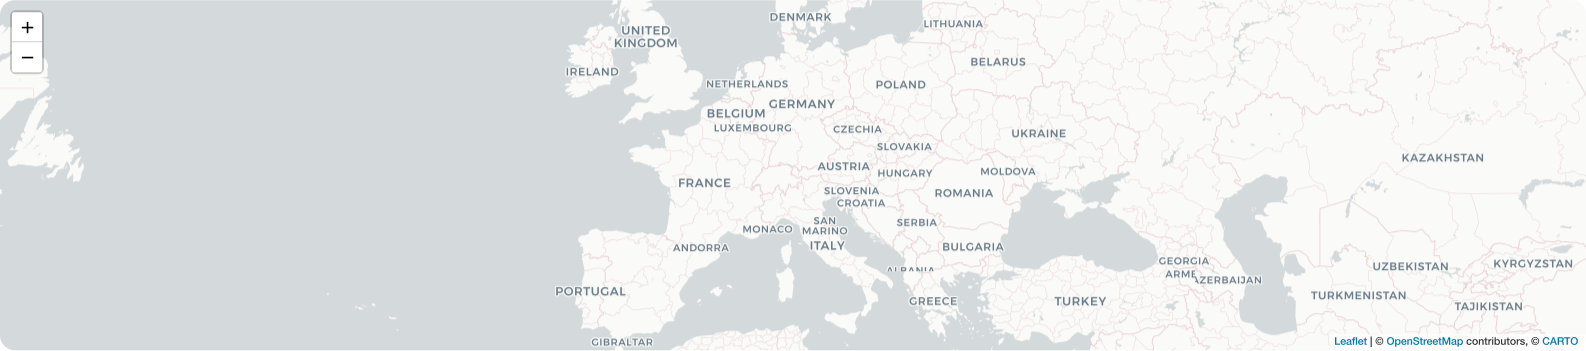 +
−
DENMARK
LITHUANIA
UNITED
KINGDOM
BELARUS
IRELAND
NETHERLANDS
POLAND
GERMANY
BELGIUM
LUXEMBOURG
CZECHIA
UKRAINE
SLOVAKIA
KAZAKHSTAN
AUSTRIA
HUNGARY
MOLDOVA
FRANCE
SLOVENIA
ROMANIA
CROATIA
SAN
MARINO
SERBIA
MONACO
ANDORRA
ITALY
BULGARIA
GEORGIA
UZBEKISTAN
KYRGYZSTAN
ALBANIA
ARME
AZERBAIJAN
PORTUGAL
GREECE
TURKEY
TURKMENISTAN
TAJIKISTAN
GIBRALTAR
Leaflet | © OpenStreetMap contributors, © CARTO